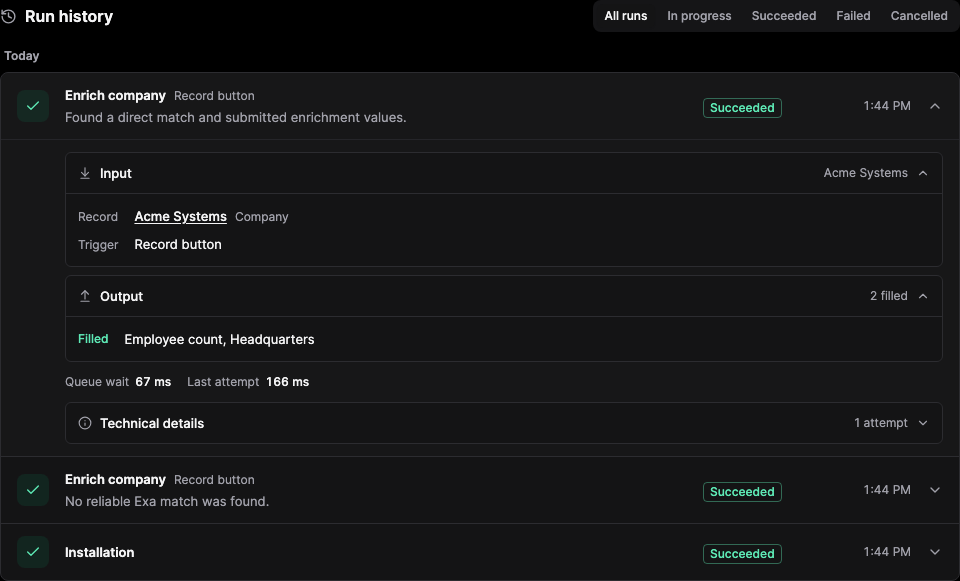 Run history
All runs In progress Succeeded Failed Cancelled
Today
Enrich company Record button
Found a direct match and submitted enrichment values.
Succeeded
1:44 PM
Input
Acme Systems
Record Acme Systems Company
Trigger Record button
Output
2 filled
Filled Employee count, Headquarters
Queue wait 67 ms Last attempt 166 ms
Technical details
1 attempt
Enrich company Record button
No reliable Exa match was found.
Succeeded
1:44 PM
Installation
Succeeded
1:44 PM